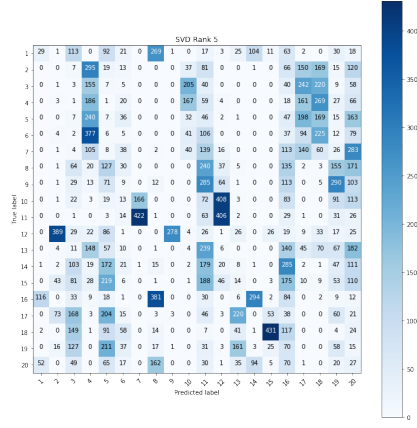 SVD Rank 5
1 29 1 113 0 92 21 0 269 1 0 17 3 25 104 11 63 2 0 30 18
2 0 0 7 295 19 13 0 0 0 37 81 0 0 1 0 66 150 169 15 120
3 0 1 3 155 7 5 0 0 0 205 40 0 0 0 0 17 242 220 9 58
4 0 3 1 186 1 20 0 0 0 167 59 4 0 0 4 18 161 269 27 66
5 0 0 7 240 7 36 0 0 0 32 46 2 1 0 0 47 198 169 15 163
6 0 4 2 377 6 5 0 0 0 41 106 0 0 0 0 37 94 225 12 79
7 0 1 4 105 8 38 0 2 0 40 139 16 0 0 0 113 140 60 26 283
8 0 1 64 20 127 30 0 0 0 0 240 37 5 0 0 135 2 3 155 171
9 0 1 29 13 71 9 0 12 0 0 285 64 1 0 0 113 0 5 290 103
10 0 1 22 3 19 13 166 0 0 0 122 408 3 0 0 83 0 0 91 113
11 0 0 1 0 3 14 422 1 0 0 63 406 2 0 0 29 1 0 31 26
12 0 389 29 22 86 1 0 0 278 4 26 1 26 0 26 19 9 33 17 25
13 0 4 11 148 57 10 0 1 0 4 239 6 0 0 0 140 45 70 67 182
14 1 2 103 19 172 21 1 15 0 2 179 20 8 1 0 285 2 1 47 111
15 0 43 81 28 219 6 0 1 0 1 188 46 14 0 3 175 10 9 53 110
16 116 0 33 9 18 1 0 381 0 0 30 0 6 294 2 84 0 2 9 12
17 0 73 168 3 204 15 0 3 0 46 3 220 0 53 38 0 0 60 21
18 2 0 149 1 91 58 0 14 0 0 7 0 41 1 431 117 0 0 4 24
19 0 16 127 0 211 37 0 17 1 0 31 3 161 3 25 70 0 0 58 15
20 52 0 49 0 65 17 0 162 0 0 30 1 35 94 5 70 1 0 20 27
1 2 3 4 5 6 7 8 9 10 11 12 13 14 15 16 17 18 19 20
True label
Predicted label
400
350
300
250
200
150
100
50
0